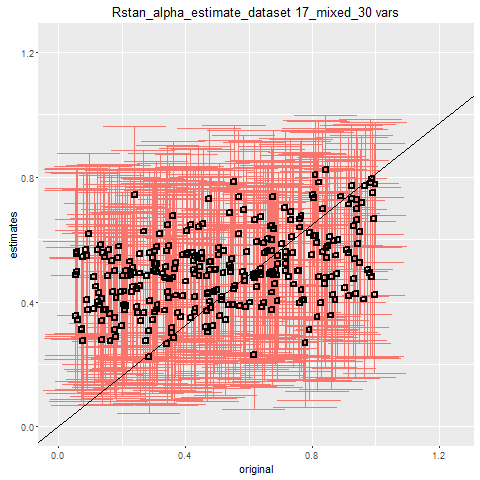 Rstan_alpha_estimate_dataset 17_mixed_30 vars
1.2
0.8
0.4
0.0
estimates
0.0 0.4 0.8 1.2
original